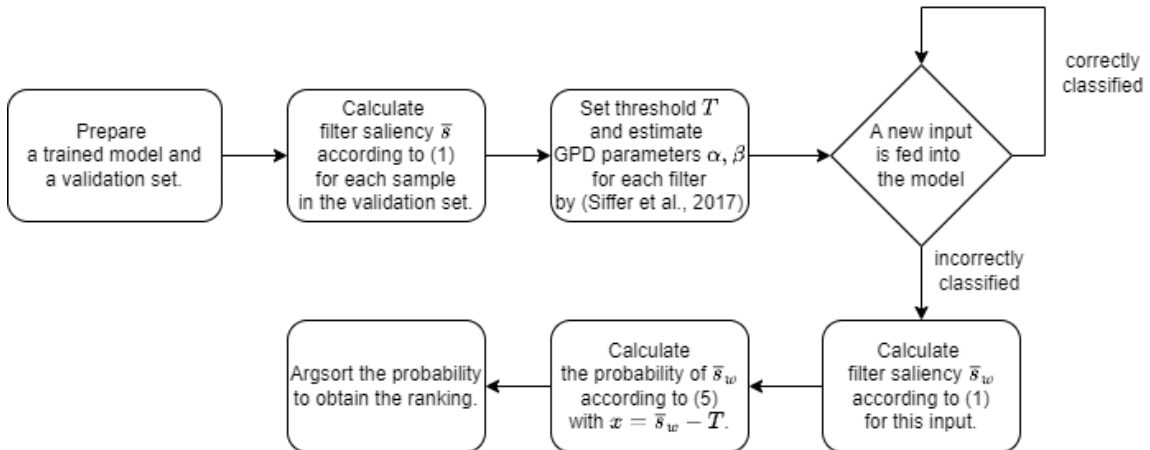 Prepare
a trained model and
a validation set.
Calculate
filter saliency s̅
according to (1)
for each sample
in the validation set.
Set threshold T
and estimate
GPD parameters α, β
for each filter
by (Siffer et al., 2017)
A new input
is fed into
the model
correctly
classified
incorrectly
classified
Calculate
filter saliency s̅_w
according to (1)
for this input.
Calculate
the probability of s̅_w
according to (5)
with x = s̅_w − T.
Argsort the probability
to obtain the ranking.